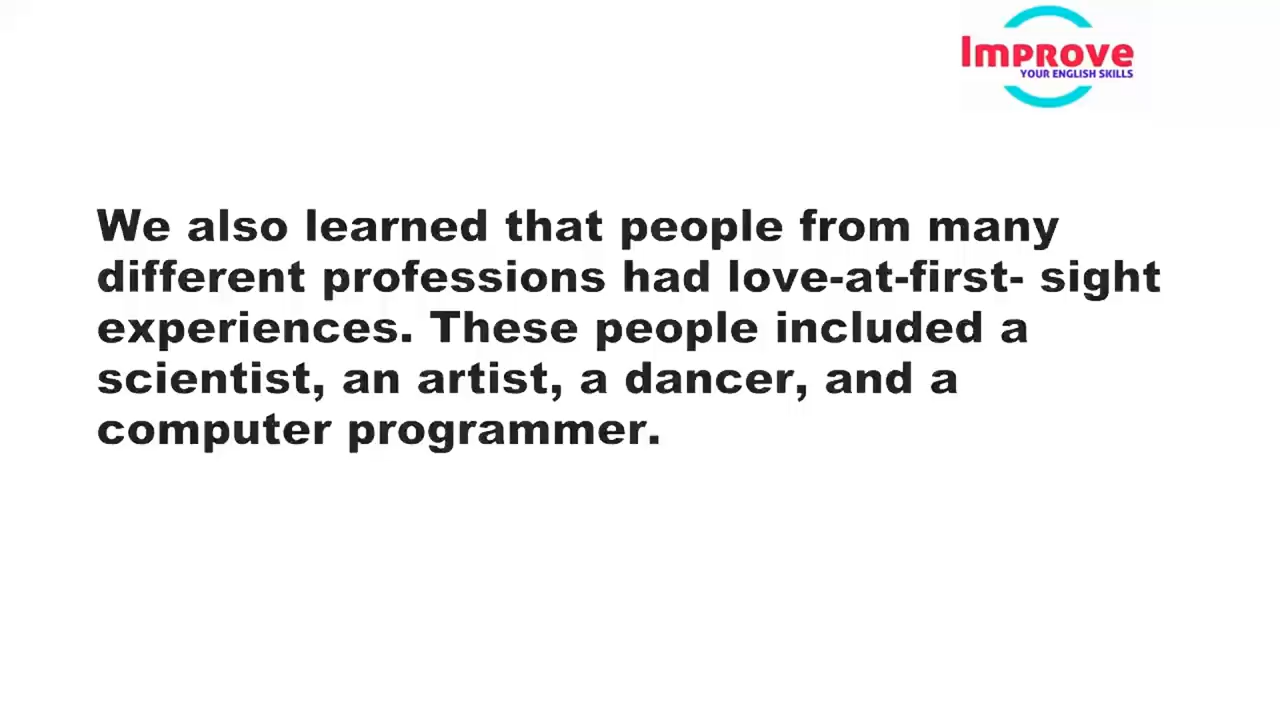 Improve
YOUR ENGLISH SKILLS
We also learned that people from many
different professions had love-at-first- sight
experiences. These people included a
scientist, an artist, a dancer, and a
computer programmer.